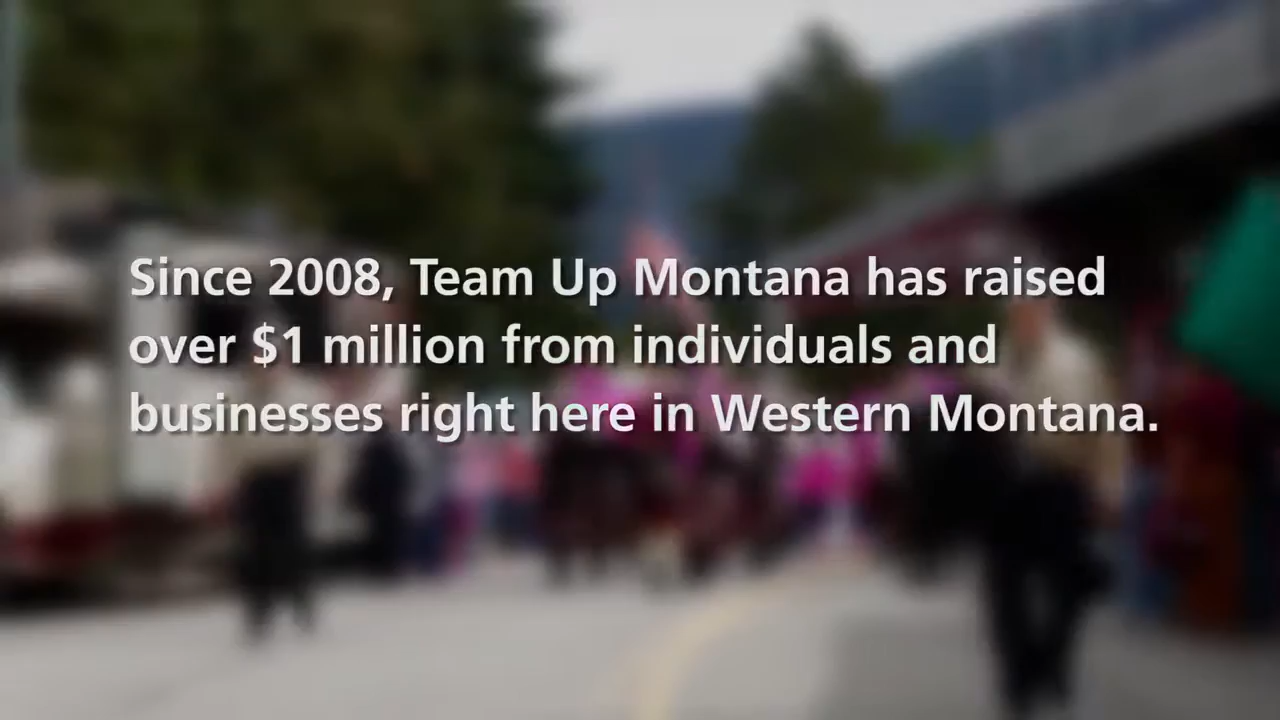 Since 2008, Team Up Montana has raised
over $1 million from individuals and
businesses right here in Western Montana.